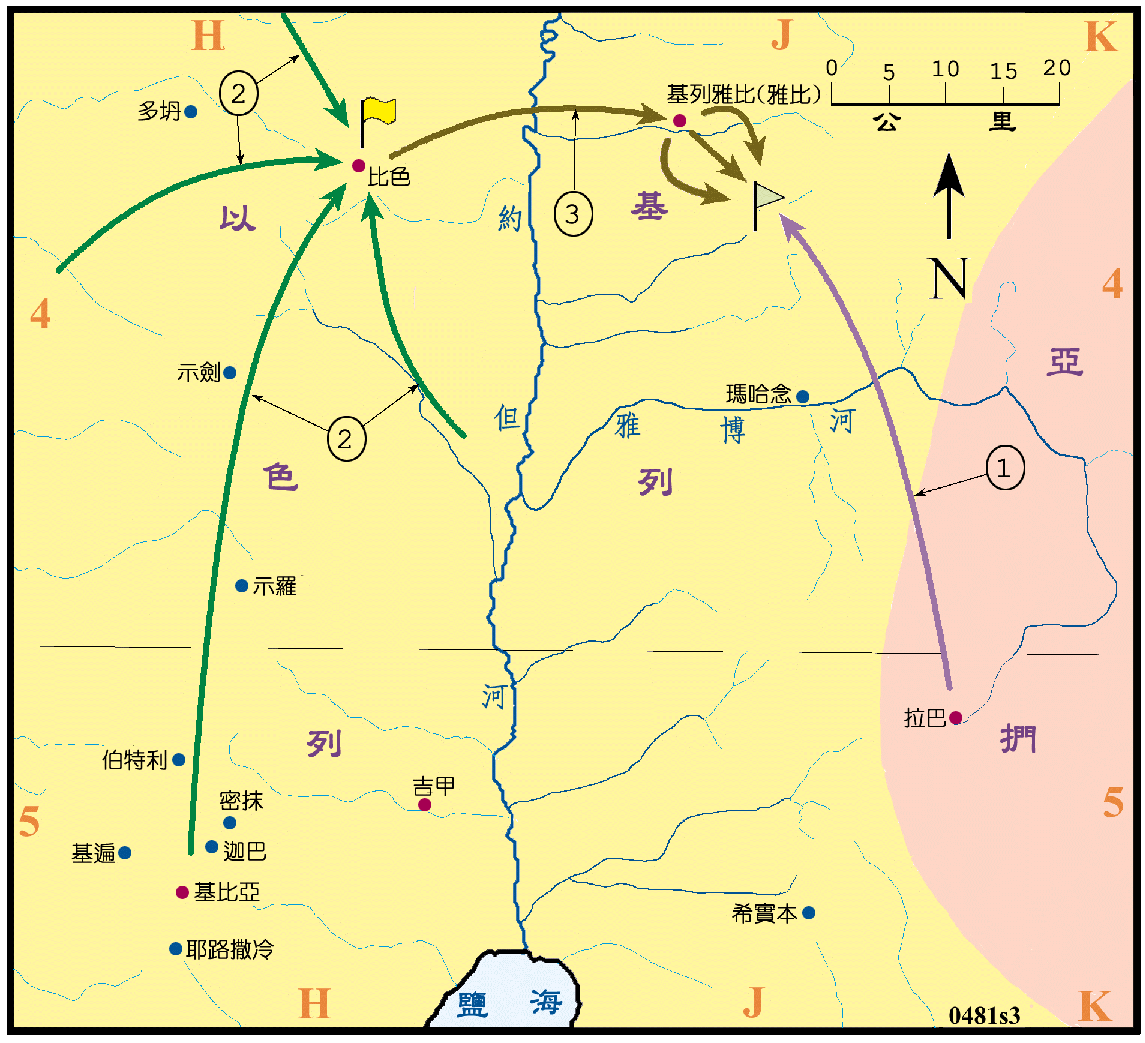 H
J
K
0 5 10 15 20
公 里
②
多坍
基列雅比(雅比)
比色
③
以
約
基
N
4
4
示劍
亞
瑪哈念
但
雅 博 河
②
①
色
列
示羅
河
拉巴
列
捫
伯特利
吉甲
密抹
5
5
基遍
迦巴
基比亞
希實本
耶路撒冷
H
鹽 海
J
K
0481s3